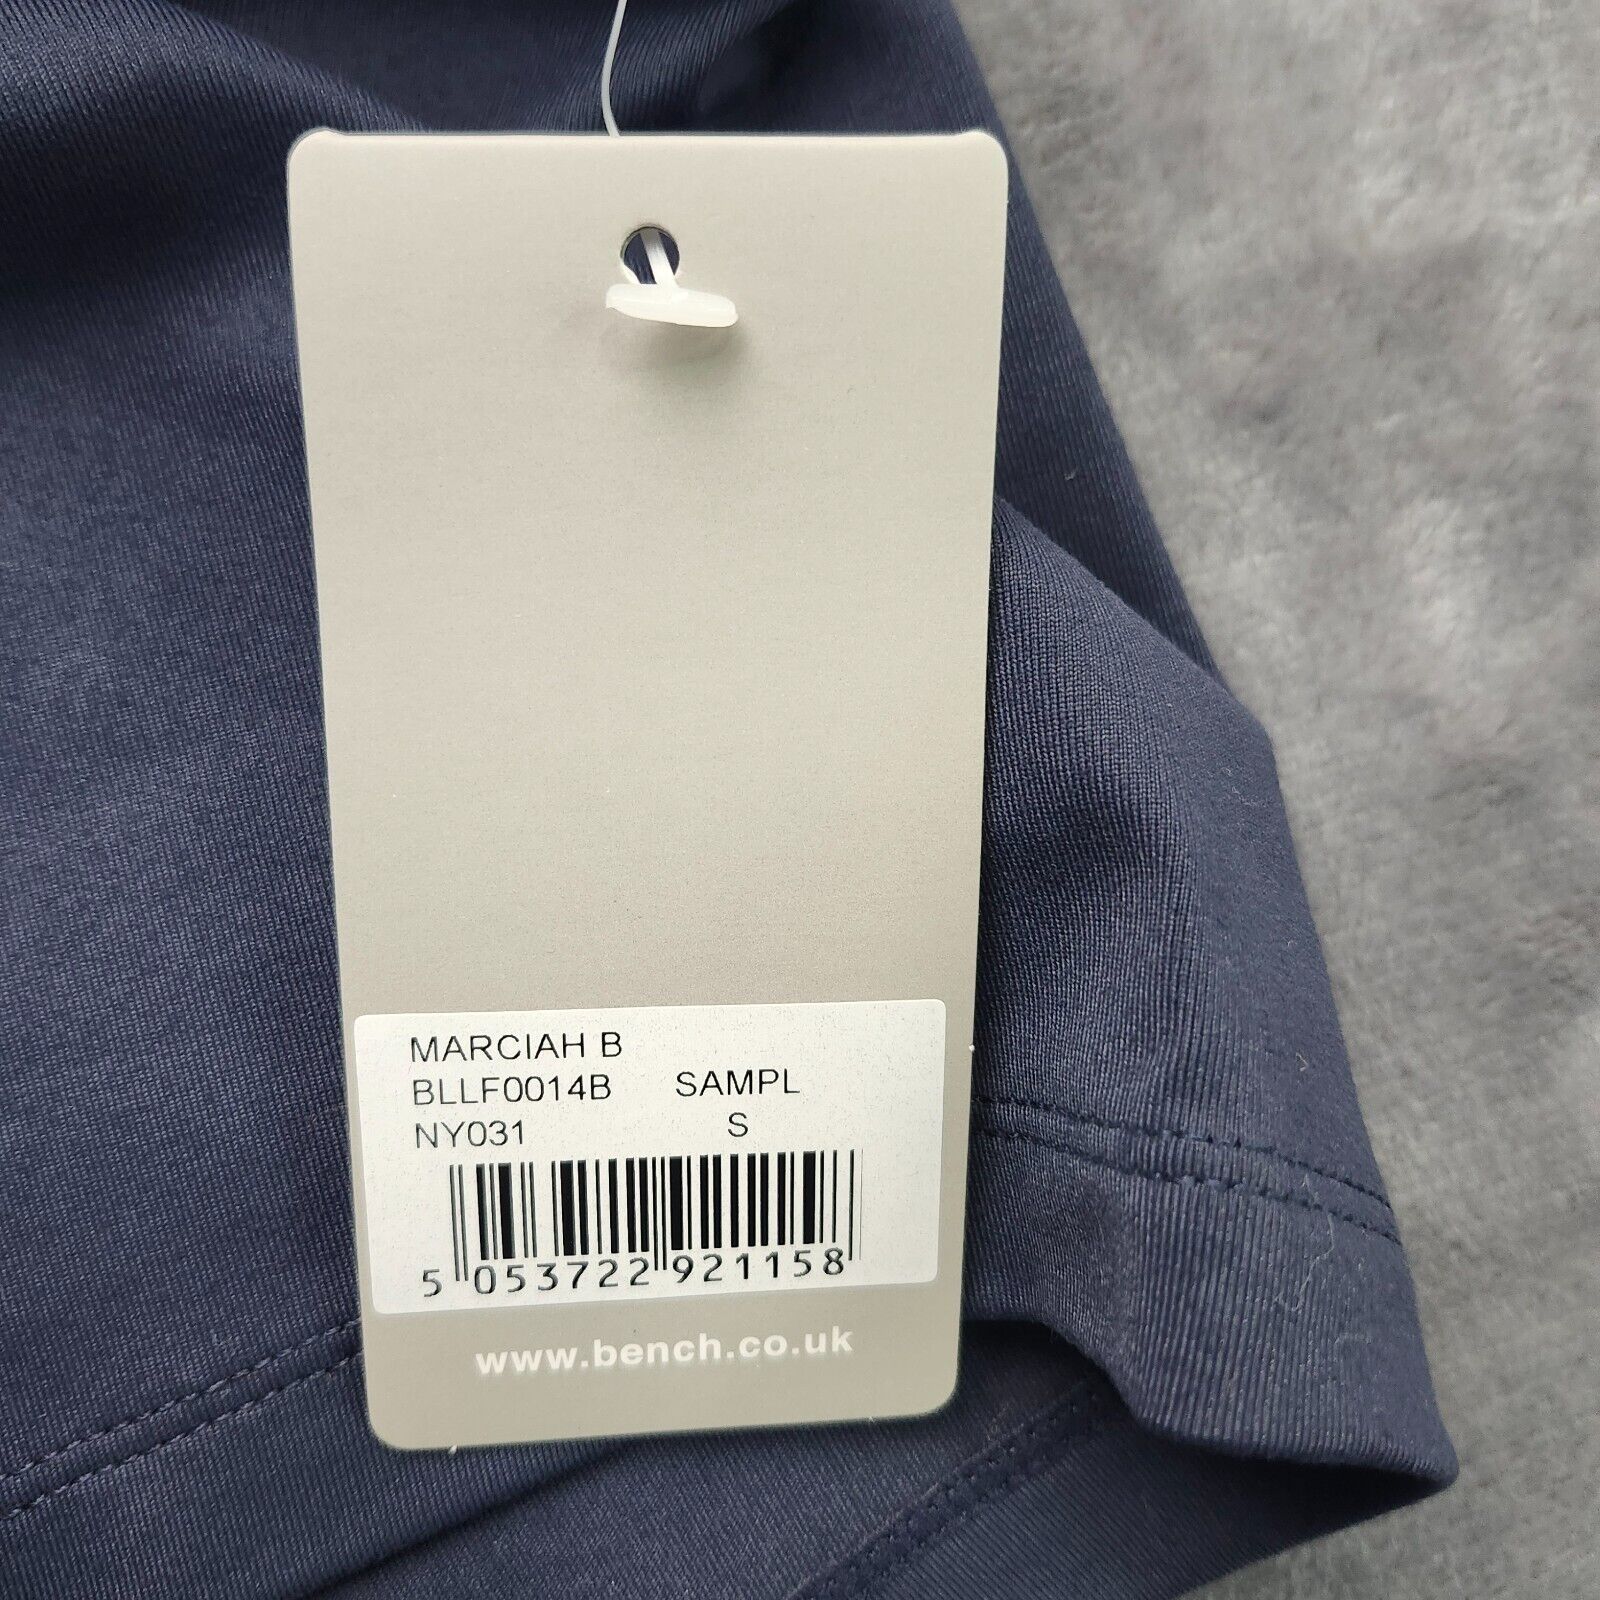 MARCIAH B
BLLF0014B SAMPL
NY031 S
5 053722 921158
www.bench.co.uk